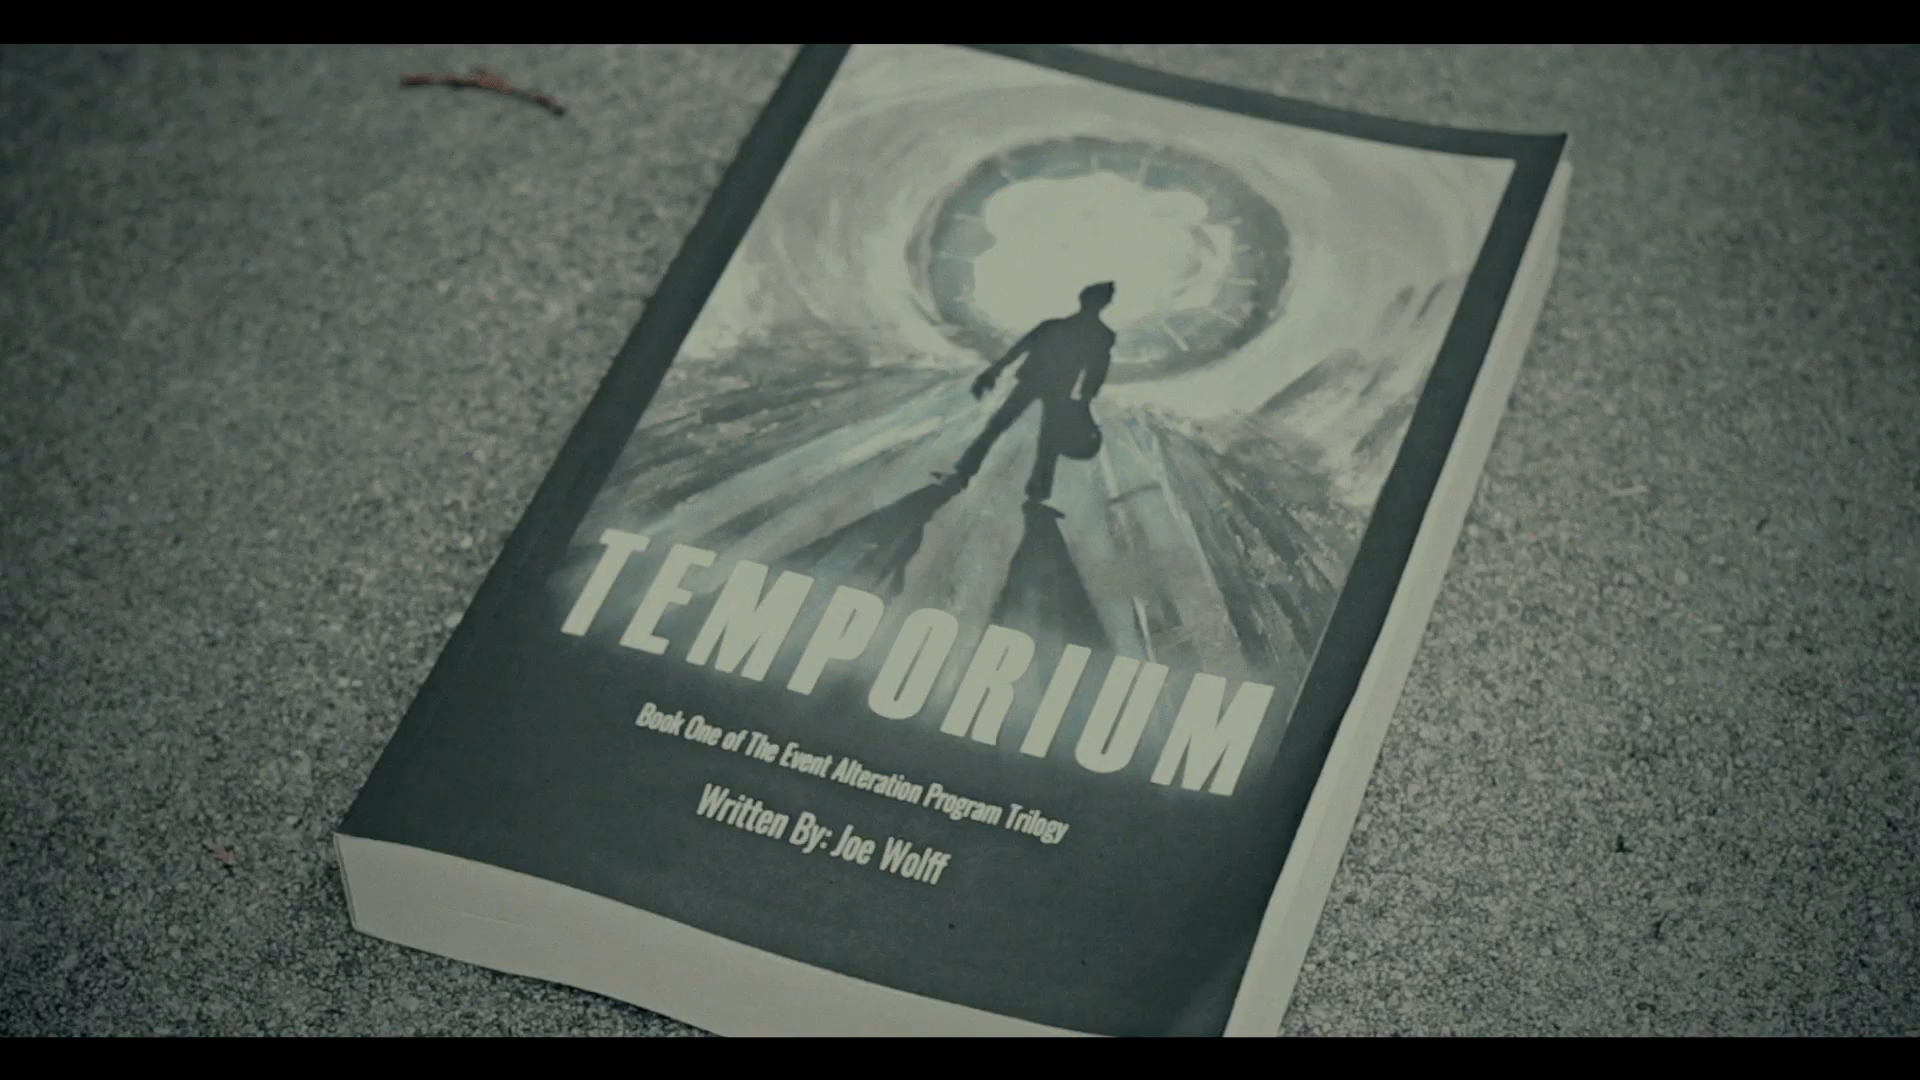 TEMPORIUM
Book One of The Event Alteration Program Trilogy
Written By: Joe Wolff